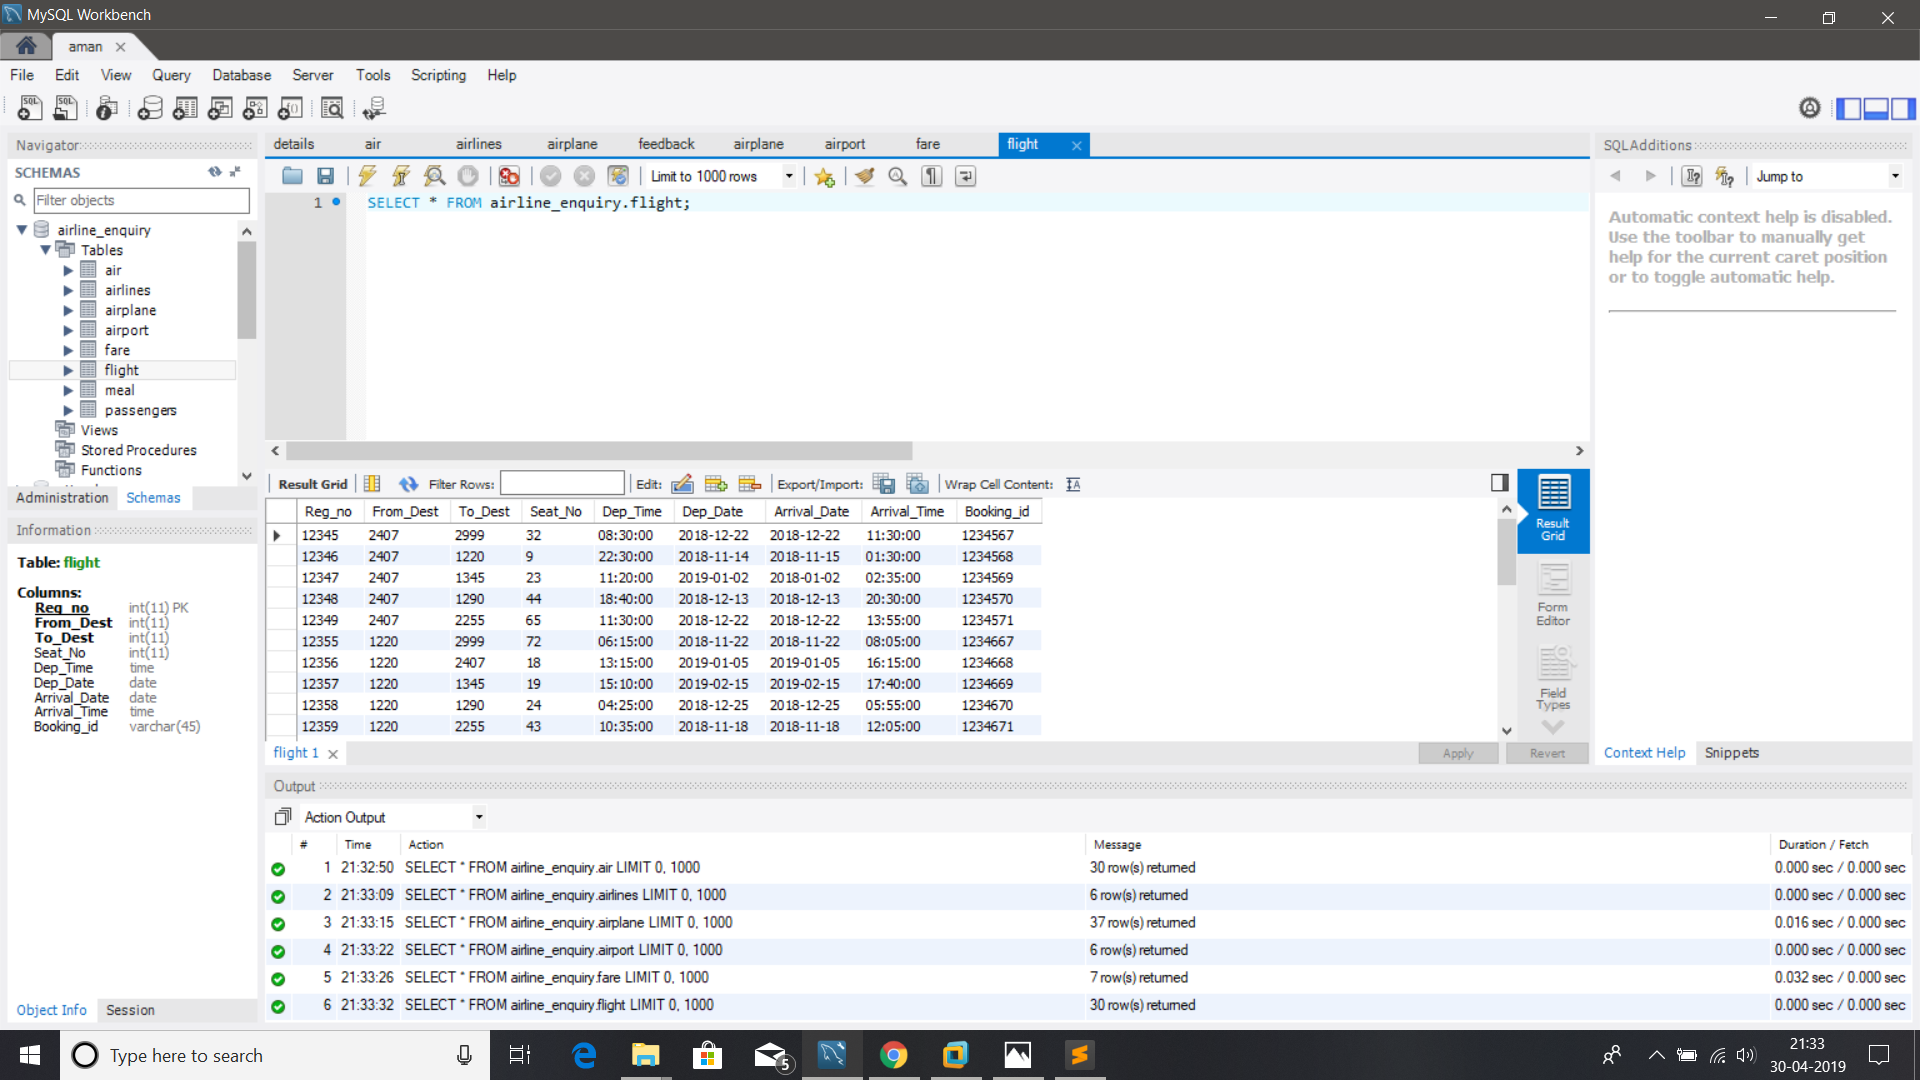 MySQL Workbench
aman
File Edit View Query Database Server Tools Scripting Help
Navigator
SCHEMAS
Filter objects
airline_enquiry
Tables
air
airlines
airplane
airport
fare
flight
meal
passengers
Views
Stored Procedures
Functions
Administration Schemas
Information
Table: flight
Columns:
Reg_no int(11) PK
From_Dest int(11)
To_Dest int(11)
Seat_No int(11)
Dep_Time time
Dep_Date date
Arrival_Date date
Arrival_Time time
Booking_id varchar(45)
Object Info Session
details air airlines airplane feedback airplane airport fare flight
Limit to 1000 rows
1 SELECT * FROM airline_enquiry.flight;
Result Grid Filter Rows: Edit: Export/Import: Wrap Cell Content:
Reg_no From_Dest To_Dest Seat_No Dep_Time Dep_Date Arrival_Date Arrival_Time Booking_id
12345 2407 2999 32 08:30:00 2018-12-22 2018-12-22 11:30:00 1234567
12346 2407 1220 9 22:30:00 2018-11-14 2018-11-15 01:30:00 1234568
12347 2407 1345 23 11:20:00 2019-01-02 2018-01-02 02:35:00 1234569
12348 2407 1290 44 18:40:00 2018-12-13 2018-12-13 20:30:00 1234570
12349 2407 2255 65 11:30:00 2018-12-22 2018-12-22 13:55:00 1234571
12355 1220 2999 72 06:15:00 2018-11-22 2018-11-22 08:05:00 1234667
12356 1220 2407 18 13:15:00 2019-01-05 2019-01-05 16:15:00 1234668
12357 1220 1345 19 15:10:00 2019-02-15 2019-02-15 17:40:00 1234669
12358 1220 1290 24 04:25:00 2018-12-25 2018-12-25 05:55:00 1234670
12359 1220 2255 43 10:35:00 2018-11-18 2018-11-18 12:05:00 1234671
Result
Grid
Form
Editor
Field
Types
flight 1
Apply Revert
SQLAdditions
Jump to
Automatic context help is disabled.
Use the toolbar to manually get
help for the current caret position
or to toggle automatic help.
Context Help Snippets
Output
Action Output
# Time Action Message Duration / Fetch
1 21:32:50 SELECT * FROM airline_enquiry.air LIMIT 0, 1000 30 row(s) returned 0.000 sec / 0.000 sec
2 21:33:09 SELECT * FROM airline_enquiry.airlines LIMIT 0, 1000 6 row(s) returned 0.000 sec / 0.000 sec
3 21:33:15 SELECT * FROM airline_enquiry.airplane LIMIT 0, 1000 37 row(s) returned 0.016 sec / 0.000 sec
4 21:33:22 SELECT * FROM airline_enquiry.airport LIMIT 0, 1000 6 row(s) returned 0.000 sec / 0.000 sec
5 21:33:26 SELECT * FROM airline_enquiry.fare LIMIT 0, 1000 7 row(s) returned 0.032 sec / 0.000 sec
6 21:33:32 SELECT * FROM airline_enquiry.flight LIMIT 0, 1000 30 row(s) returned 0.000 sec / 0.000 sec
Type here to search
5
21:33
30-04-2019